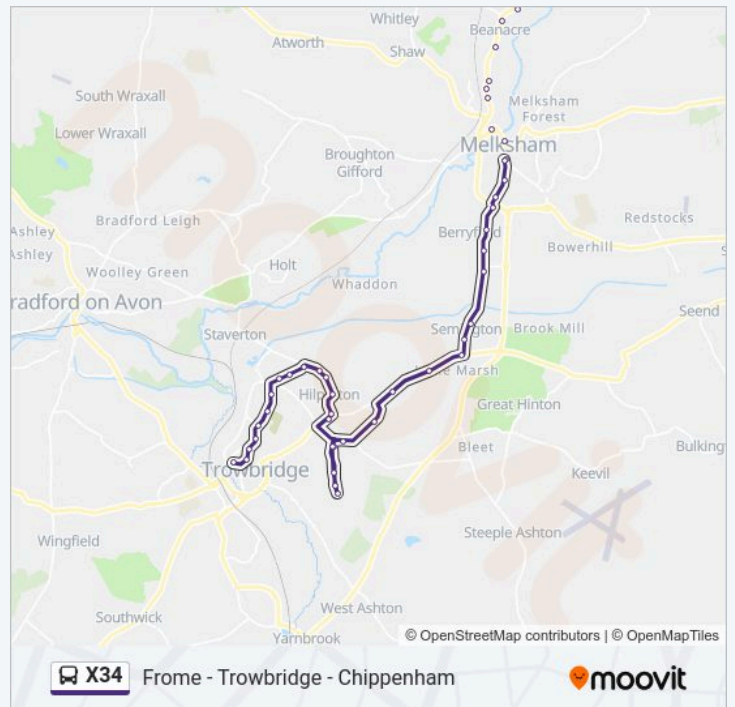 Whitley
Beanacre
Atworth
Shaw
South Wraxall
Melksham
Forest
Lower Wraxall
Melksham
Broughton
Gifford
Bradford Leigh
Redstocks
Ashley
Berryfield
Ashley
Bowerhill
Holt
Woolley Green
Whaddon
radford on Avon
Seend
Staverton
Semington
Brook Mill
Marsh
Hilperton
Great Hinton
Bleet
Bulking
Trowbridge
Keevil
Steeple Ashton
Wingfield
West Ashton
Southwick
Yarnbrook
© OpenStreetMap contributors | © OpenMapTiles
X34
Frome - Trowbridge - Chippenham
moovit